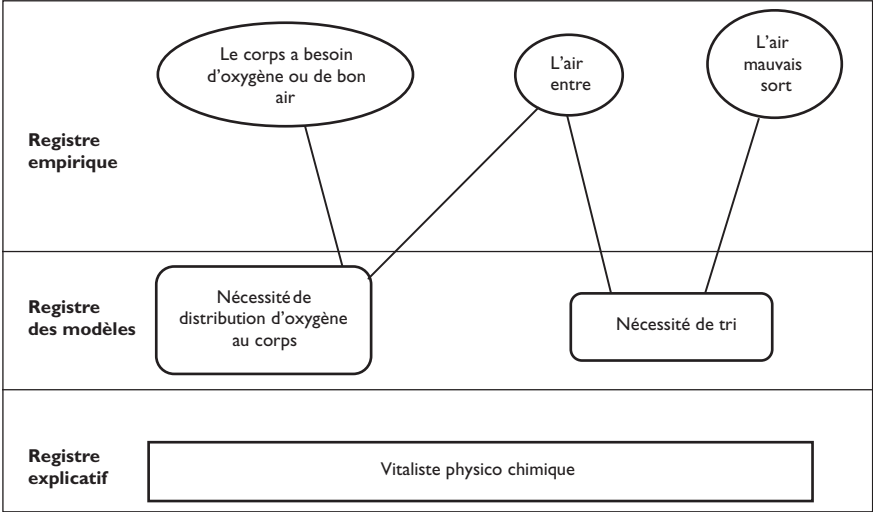 Le corps a besoin
d'oxygène ou de bon
air
L'air
entre
L'air
mauvais
sort
Registre
empirique
Registre
des modèles
Nécessité de
distribution d'oxygène
au corps
Nécessité de tri
Registre
explicatif
Vitaliste physico chimique